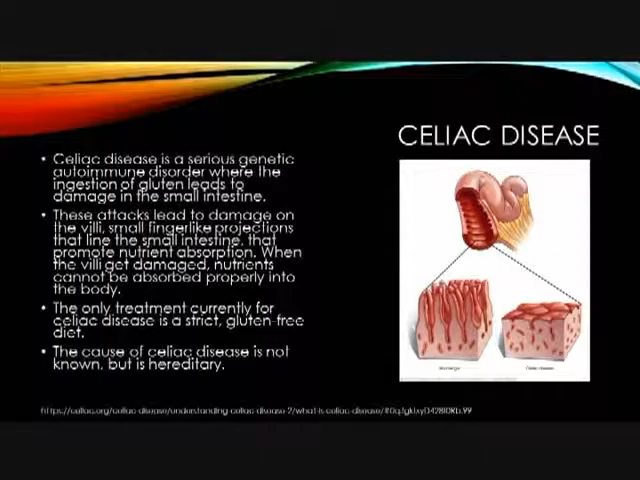 CELIAC DISEASE
• Celiac disease is a serious genetic
autoimmune disorder where the
ingestion of gluten leads to
damage in the small intestine.
• These attacks lead to damage on
the villi, small fingerlike projections
that line the small intestine, that
promote nutrient absorption. When
the villi get damaged, nutrients
cannot be absorbed properly into
the body.
• The only treatment currently for
celiac disease is a strict, gluten-free
diet.
• The cause of celiac disease is not
known, but is hereditary.